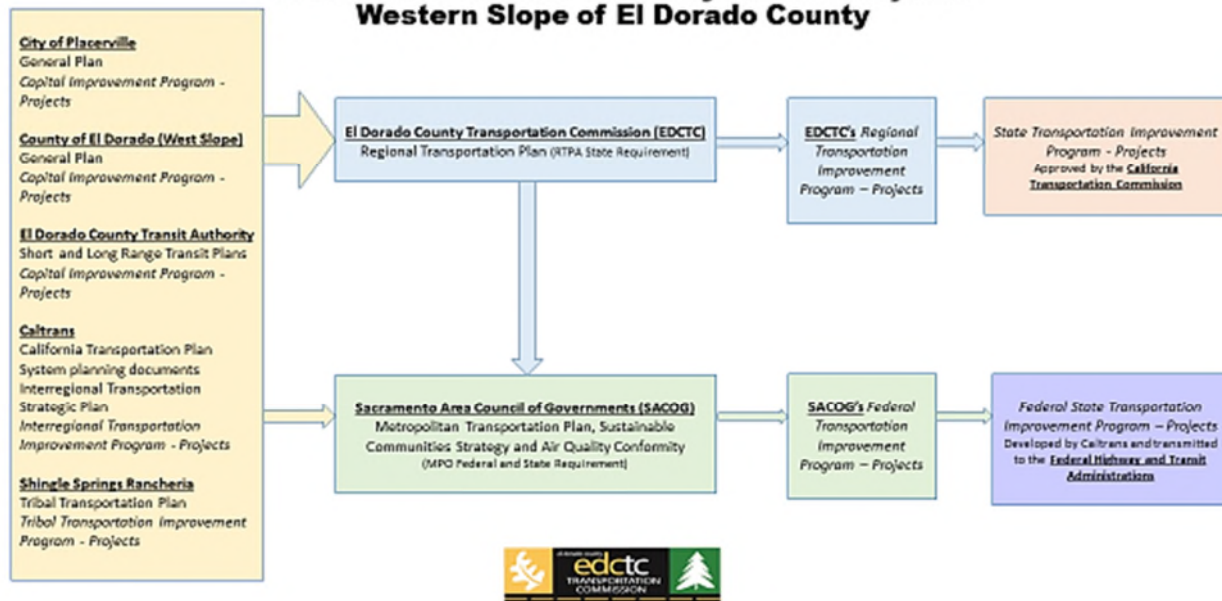 Western Slope of El Dorado County
City of Placerville
General Plan
Capital Improvement Program -
Projects
County of El Dorado (West Slope)
General Plan
Capital Improvement Program -
Projects
El Dorado County Transit Authority
Short and Long Range Transit Plans
Capital Improvement Program -
Projects
Caltrans
California Transportation Plan
System planning documents
Interregional Transportation
Strategic Plan
Interregional Transportation
Improvement Program - Projects
Shingle Springs Rancheria
Tribal Transportation Plan
Tribal Transportation Improvement
Program - Projects
El Dorado County Transportation Commission (EDCTC)
Regional Transportation Plan (RTPA State Requirement)
EDCTC's Regional
Transportation
Improvement
Program – Projects
State Transportation Improvement
Program - Projects
Approved by the California
Transportation Commission
Sacramento Area Council of Governments (SACOG)
Metropolitan Transportation Plan, Sustainable
Communities Strategy and Air Quality Conformity
(MPO Federal and State Requirement)
SACOG's Federal
Transportation
Improvement
Program – Projects
Federal State Transportation
Improvement Program – Projects
Developed by Caltrans and transmitted
to the Federal Highway and Transit
Administrations
el dorado county
edctc
TRANSPORTATION
COMMISSION